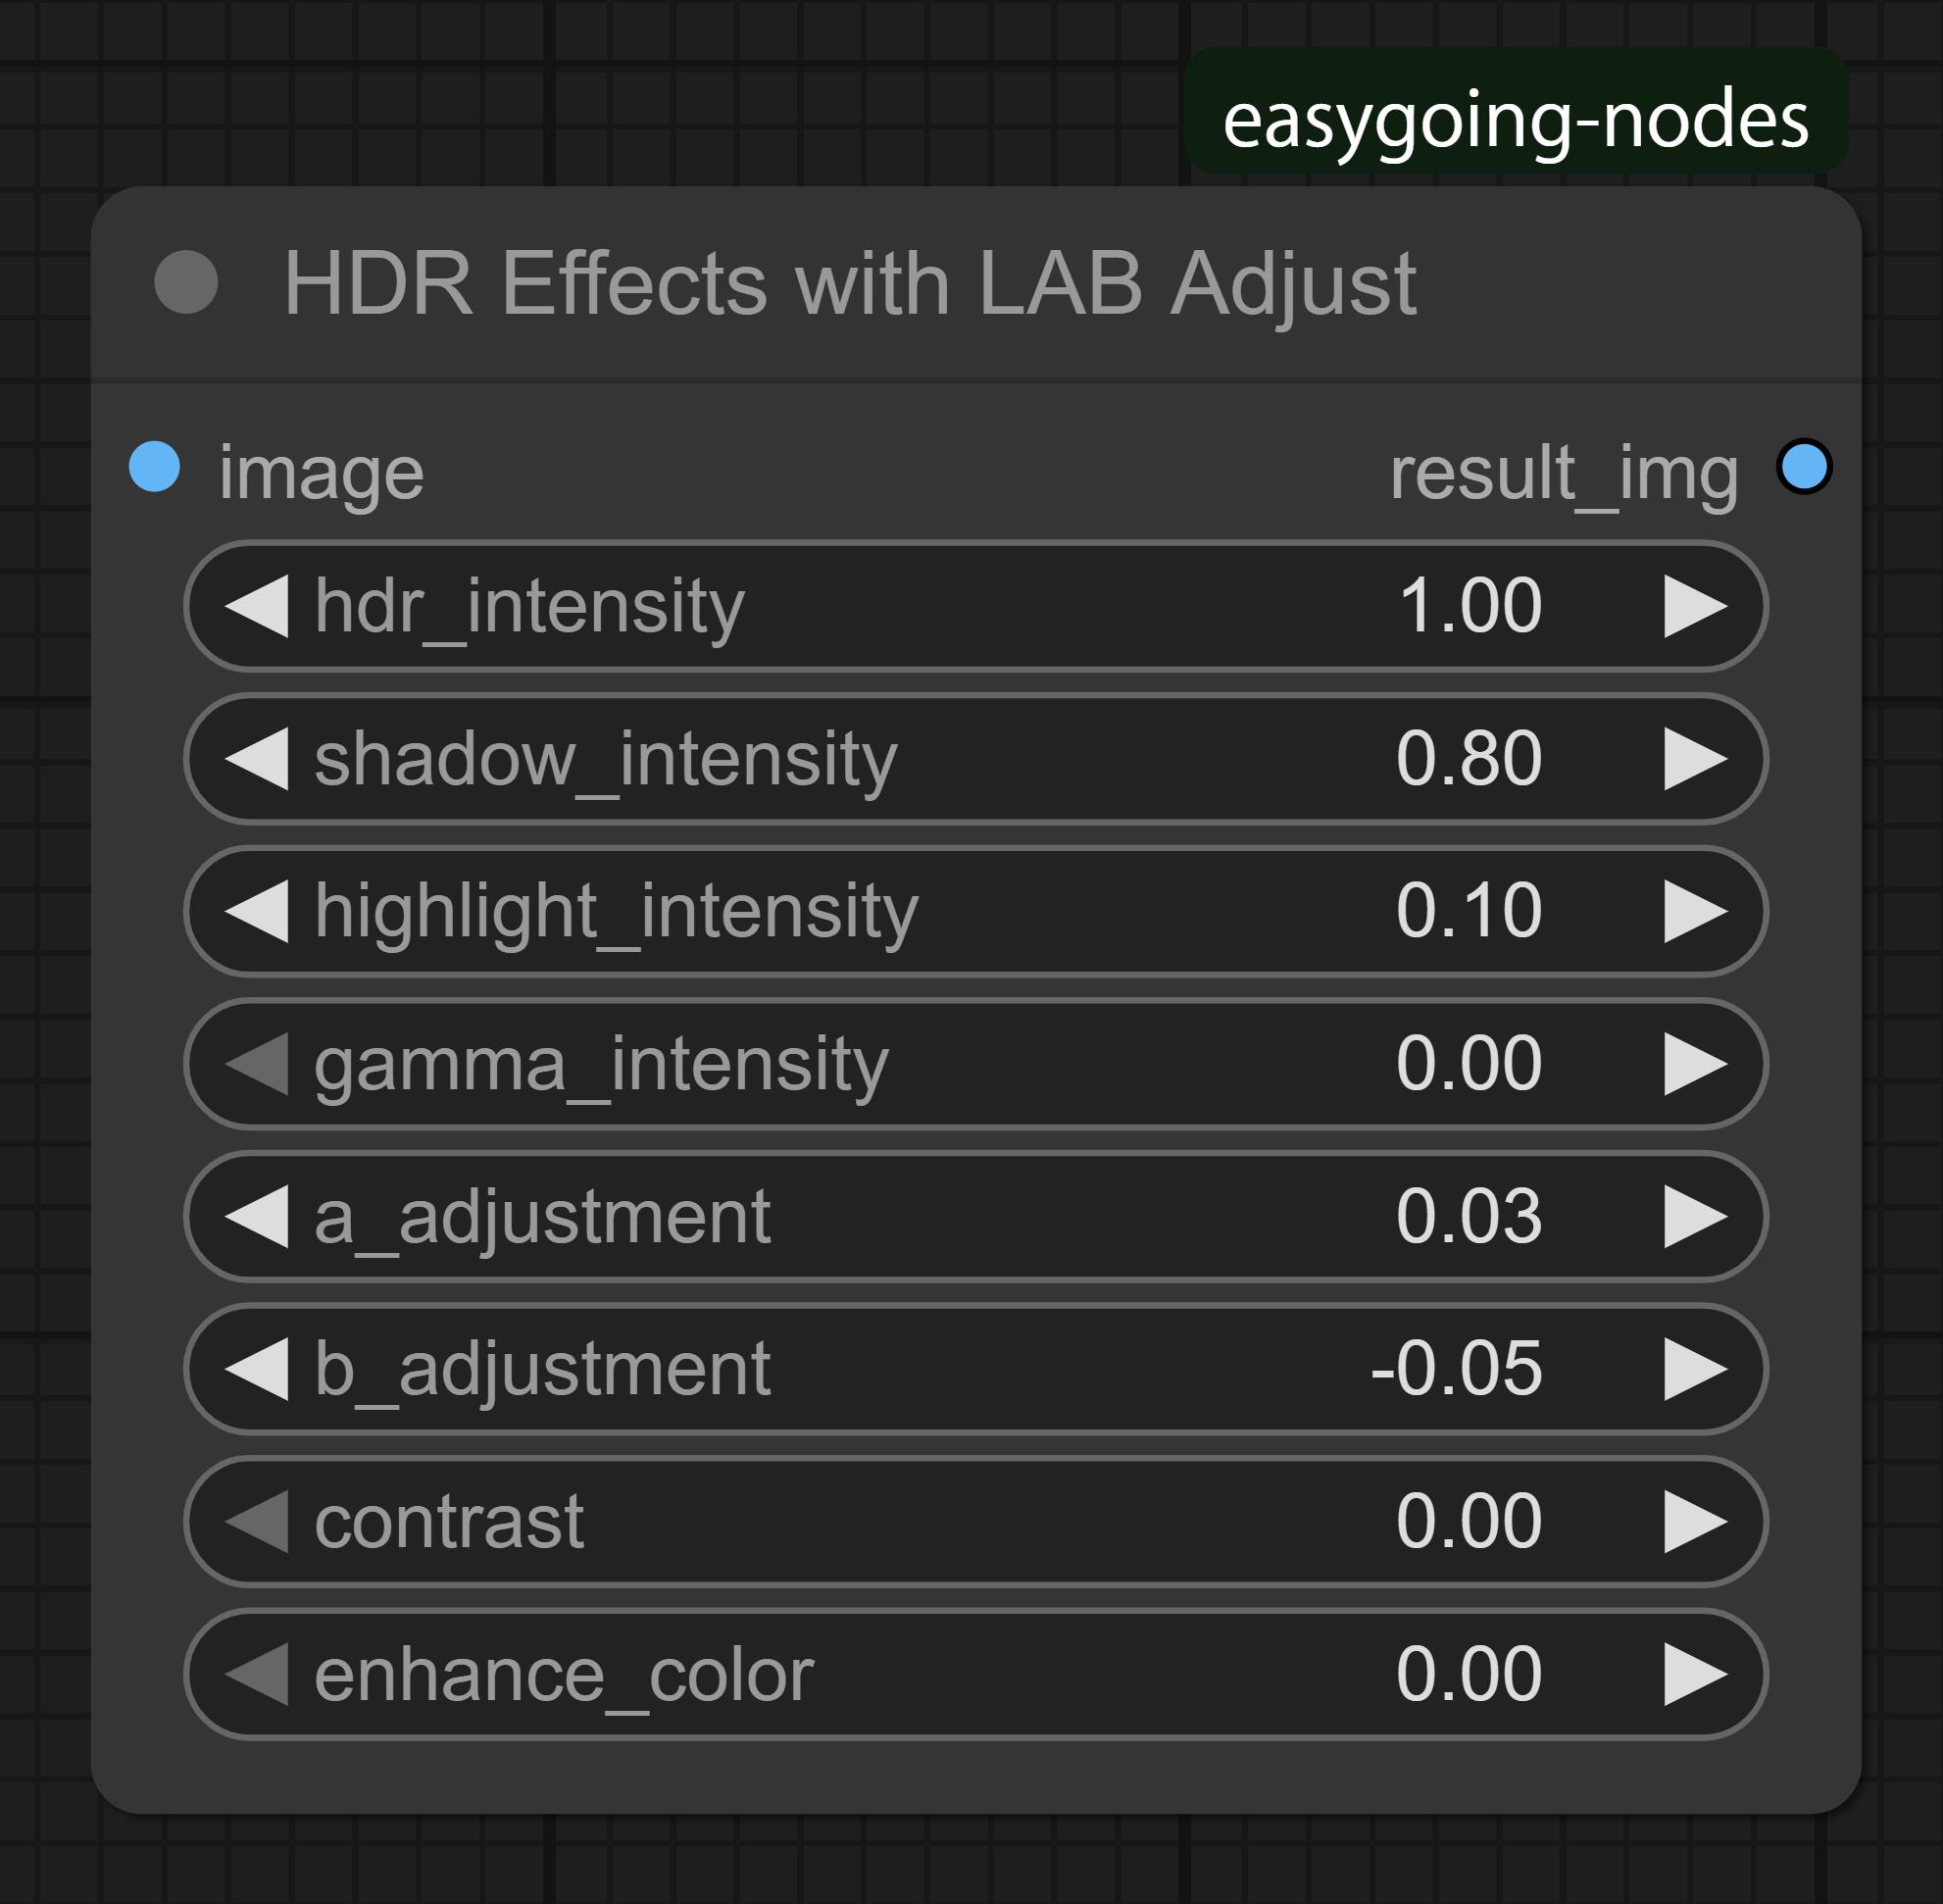 easygoing-nodes
HDR Effects with LAB Adjust
image result_img
hdr_intensity 1.00
shadow_intensity 0.80
highlight_intensity 0.10
gamma_intensity 0.00
a_adjustment 0.03
b_adjustment -0.05
contrast 0.00
enhance_color 0.00